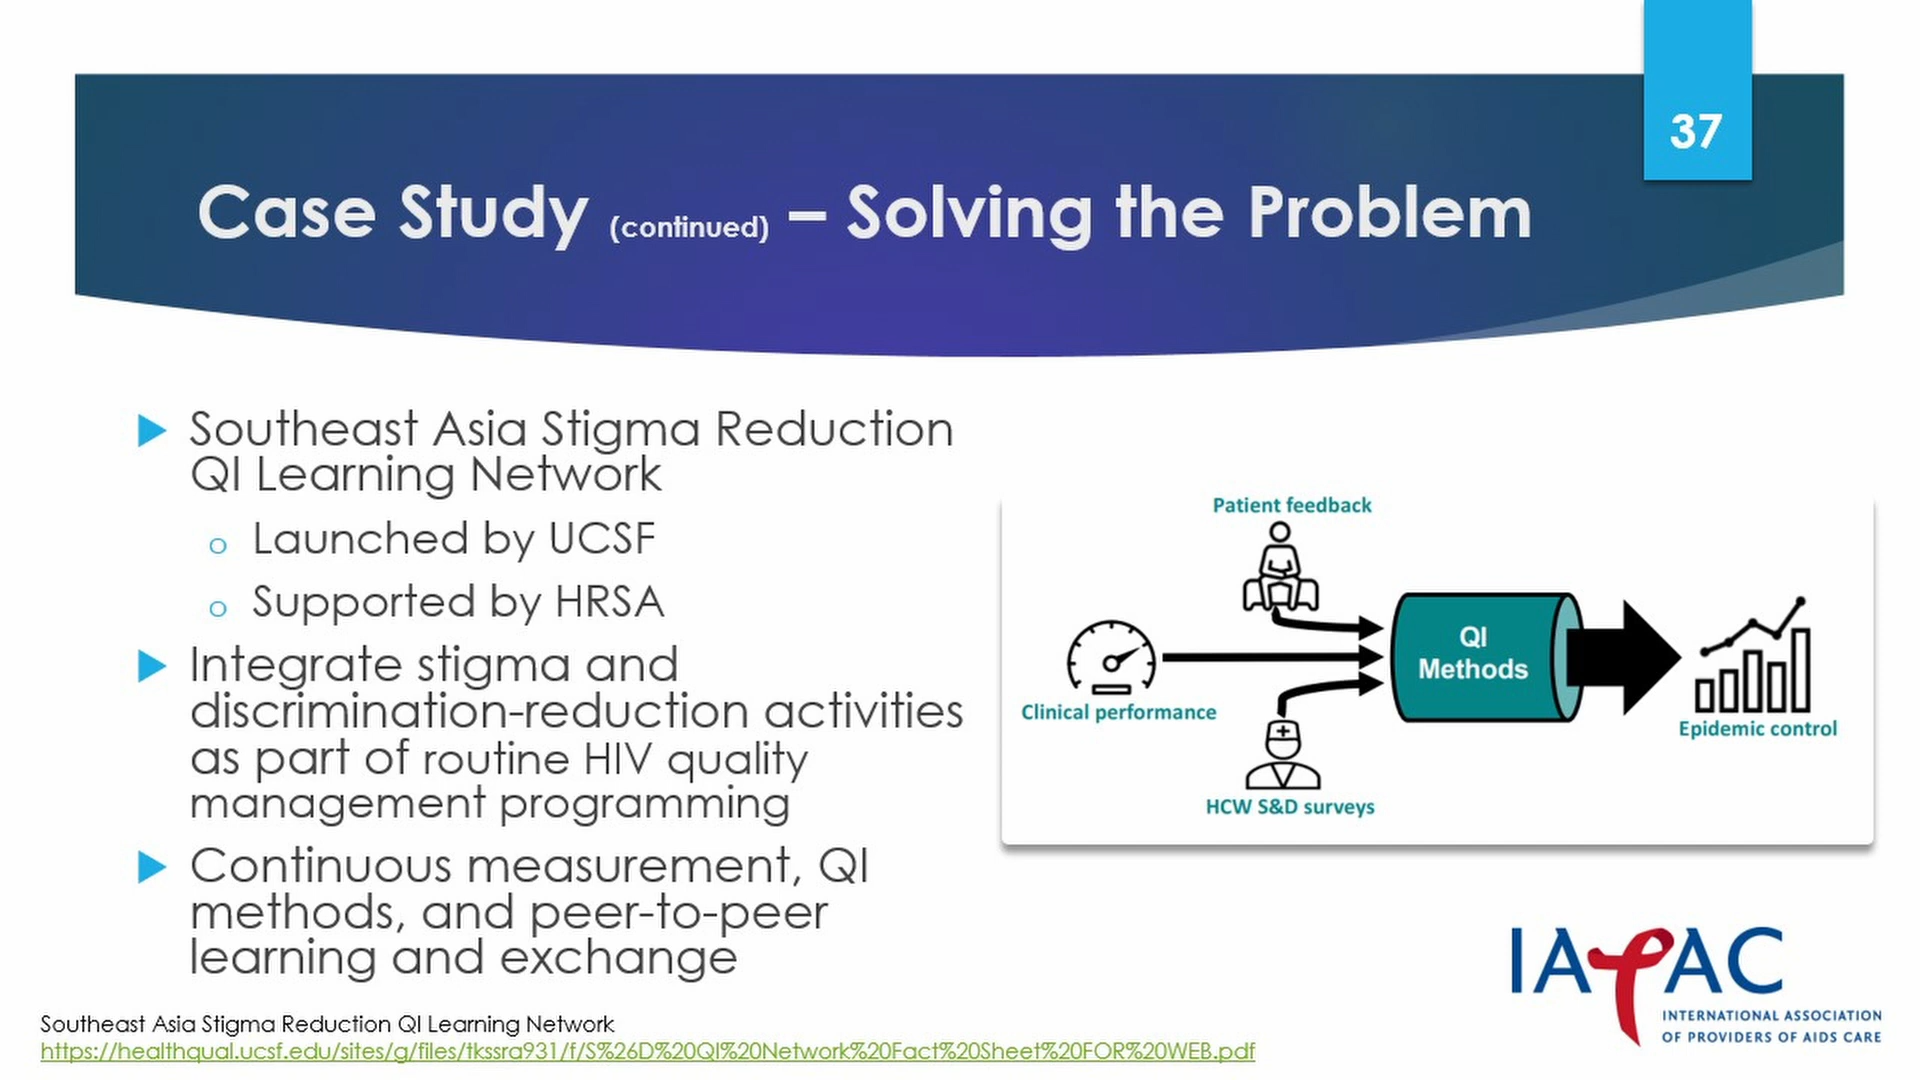 37
Case Study (continued) – Solving the Problem
Southeast Asia Stigma Reduction
QI Learning Network
Launched by UCSF
Supported by HRSA
Integrate stigma and
discrimination-reduction activities
as part of routine HIV quality
management programming
Continuous measurement, QI
methods, and peer-to-peer
learning and exchange
Patient feedback
Clinical performance
HCW S&D surveys
QI
Methods
Epidemic control
Southeast Asia Stigma Reduction QI Learning Network
https://healthqual.ucsf.edu/sites/g/files/tkssra931/f/S%26D%20QI%20Network%20Fact%20Sheet%20FOR%20WEB.pdf
IAPAC
INTERNATIONAL ASSOCIATION
OF PROVIDERS OF AIDS CARE